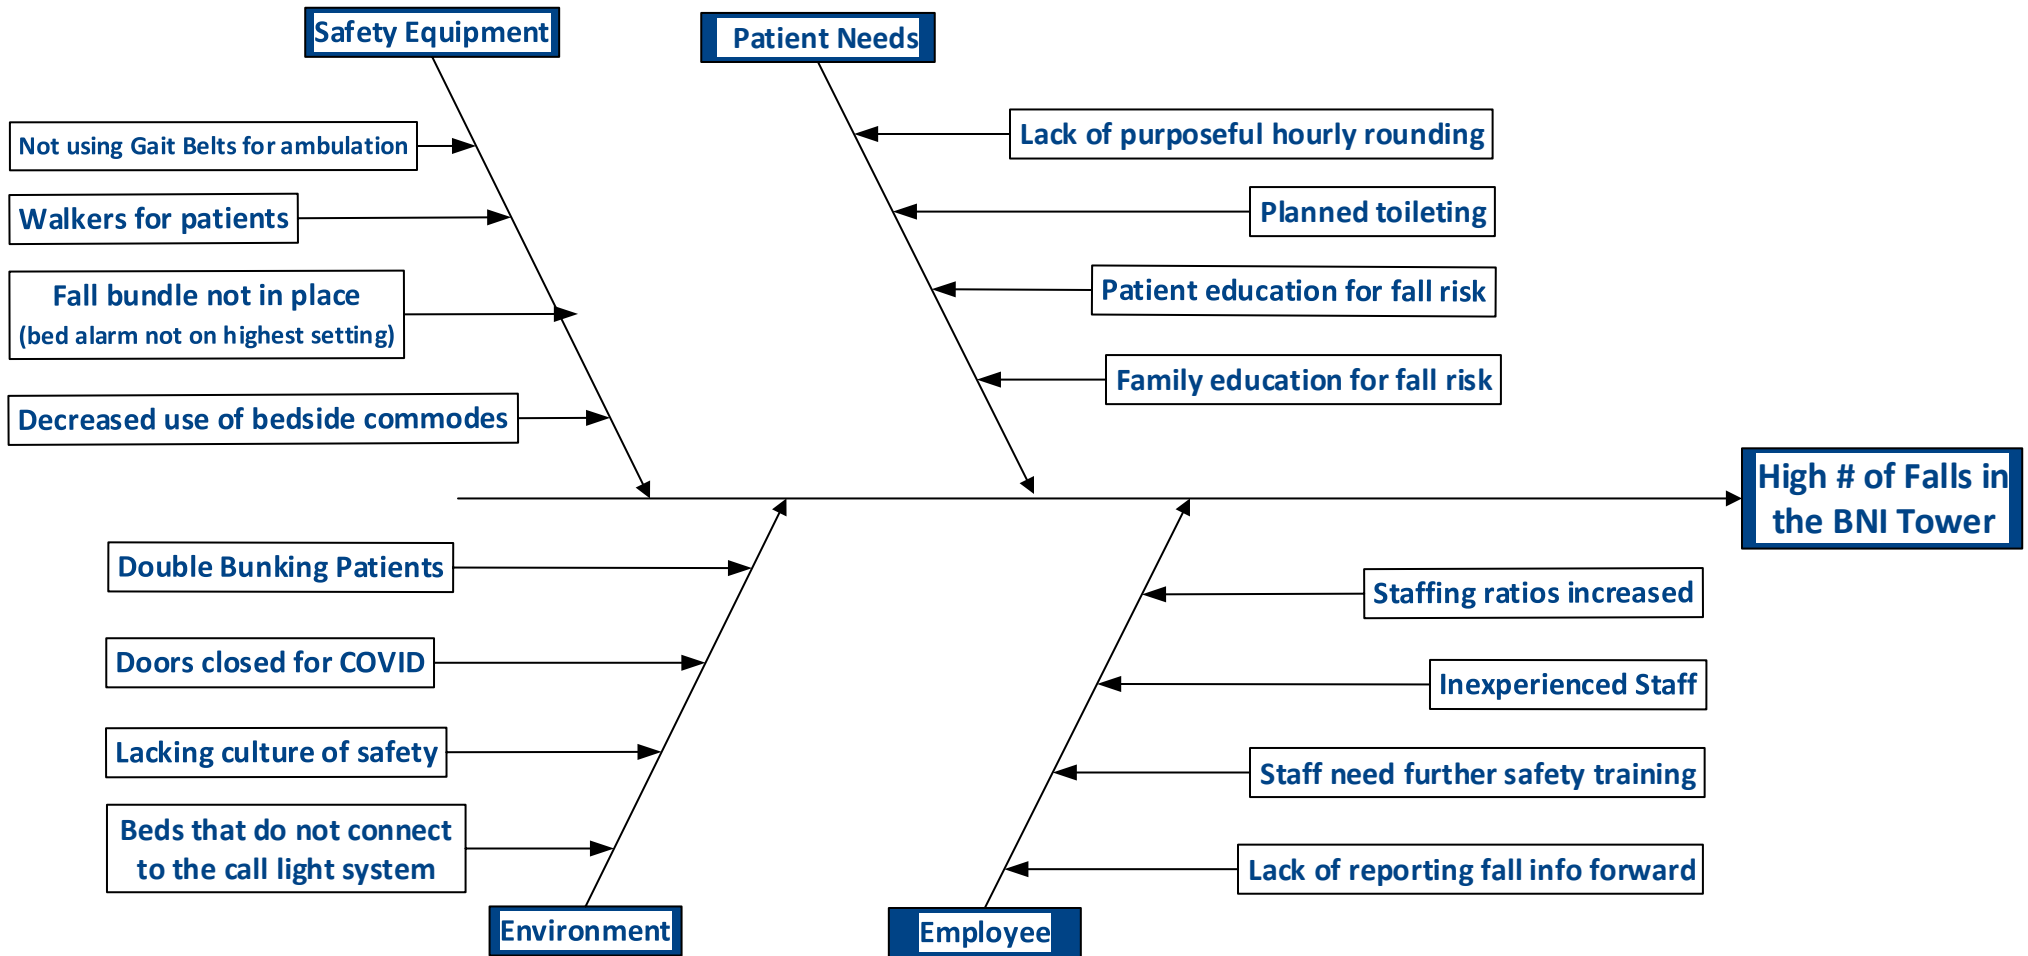 Safety Equipment
Patient Needs
Not using Gait Belts for ambulation
Walkers for patients
Fall bundle not in place
(bed alarm not on highest setting)
Decreased use of bedside commodes
Lack of purposeful hourly rounding
Planned toileting
Patient education for fall risk
Family education for fall risk
High # of Falls in
the BNI Tower
Double Bunking Patients
Doors closed for COVID
Lacking culture of safety
Beds that do not connect
to the call light system
Staffing ratios increased
Inexperienced Staff
Staff need further safety training
Lack of reporting fall info forward
Environment
Employee